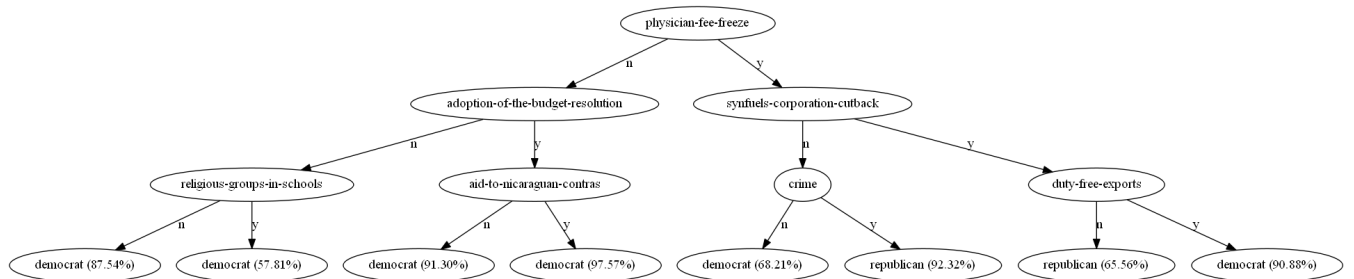 physician-fee-freeze
n
y
adoption-of-the-budget-resolution
synfuels-corporation-cutback
n
y
n
y
religious-groups-in-schools
aid-to-nicaraguan-contras
crime
duty-free-exports
n
y
n
y
n
y
n
y
democrat (87.54%)
democrat (57.81%)
democrat (91.30%)
democrat (97.57%)
democrat (68.21%)
republican (92.32%)
republican (65.56%)
democrat (90.88%)